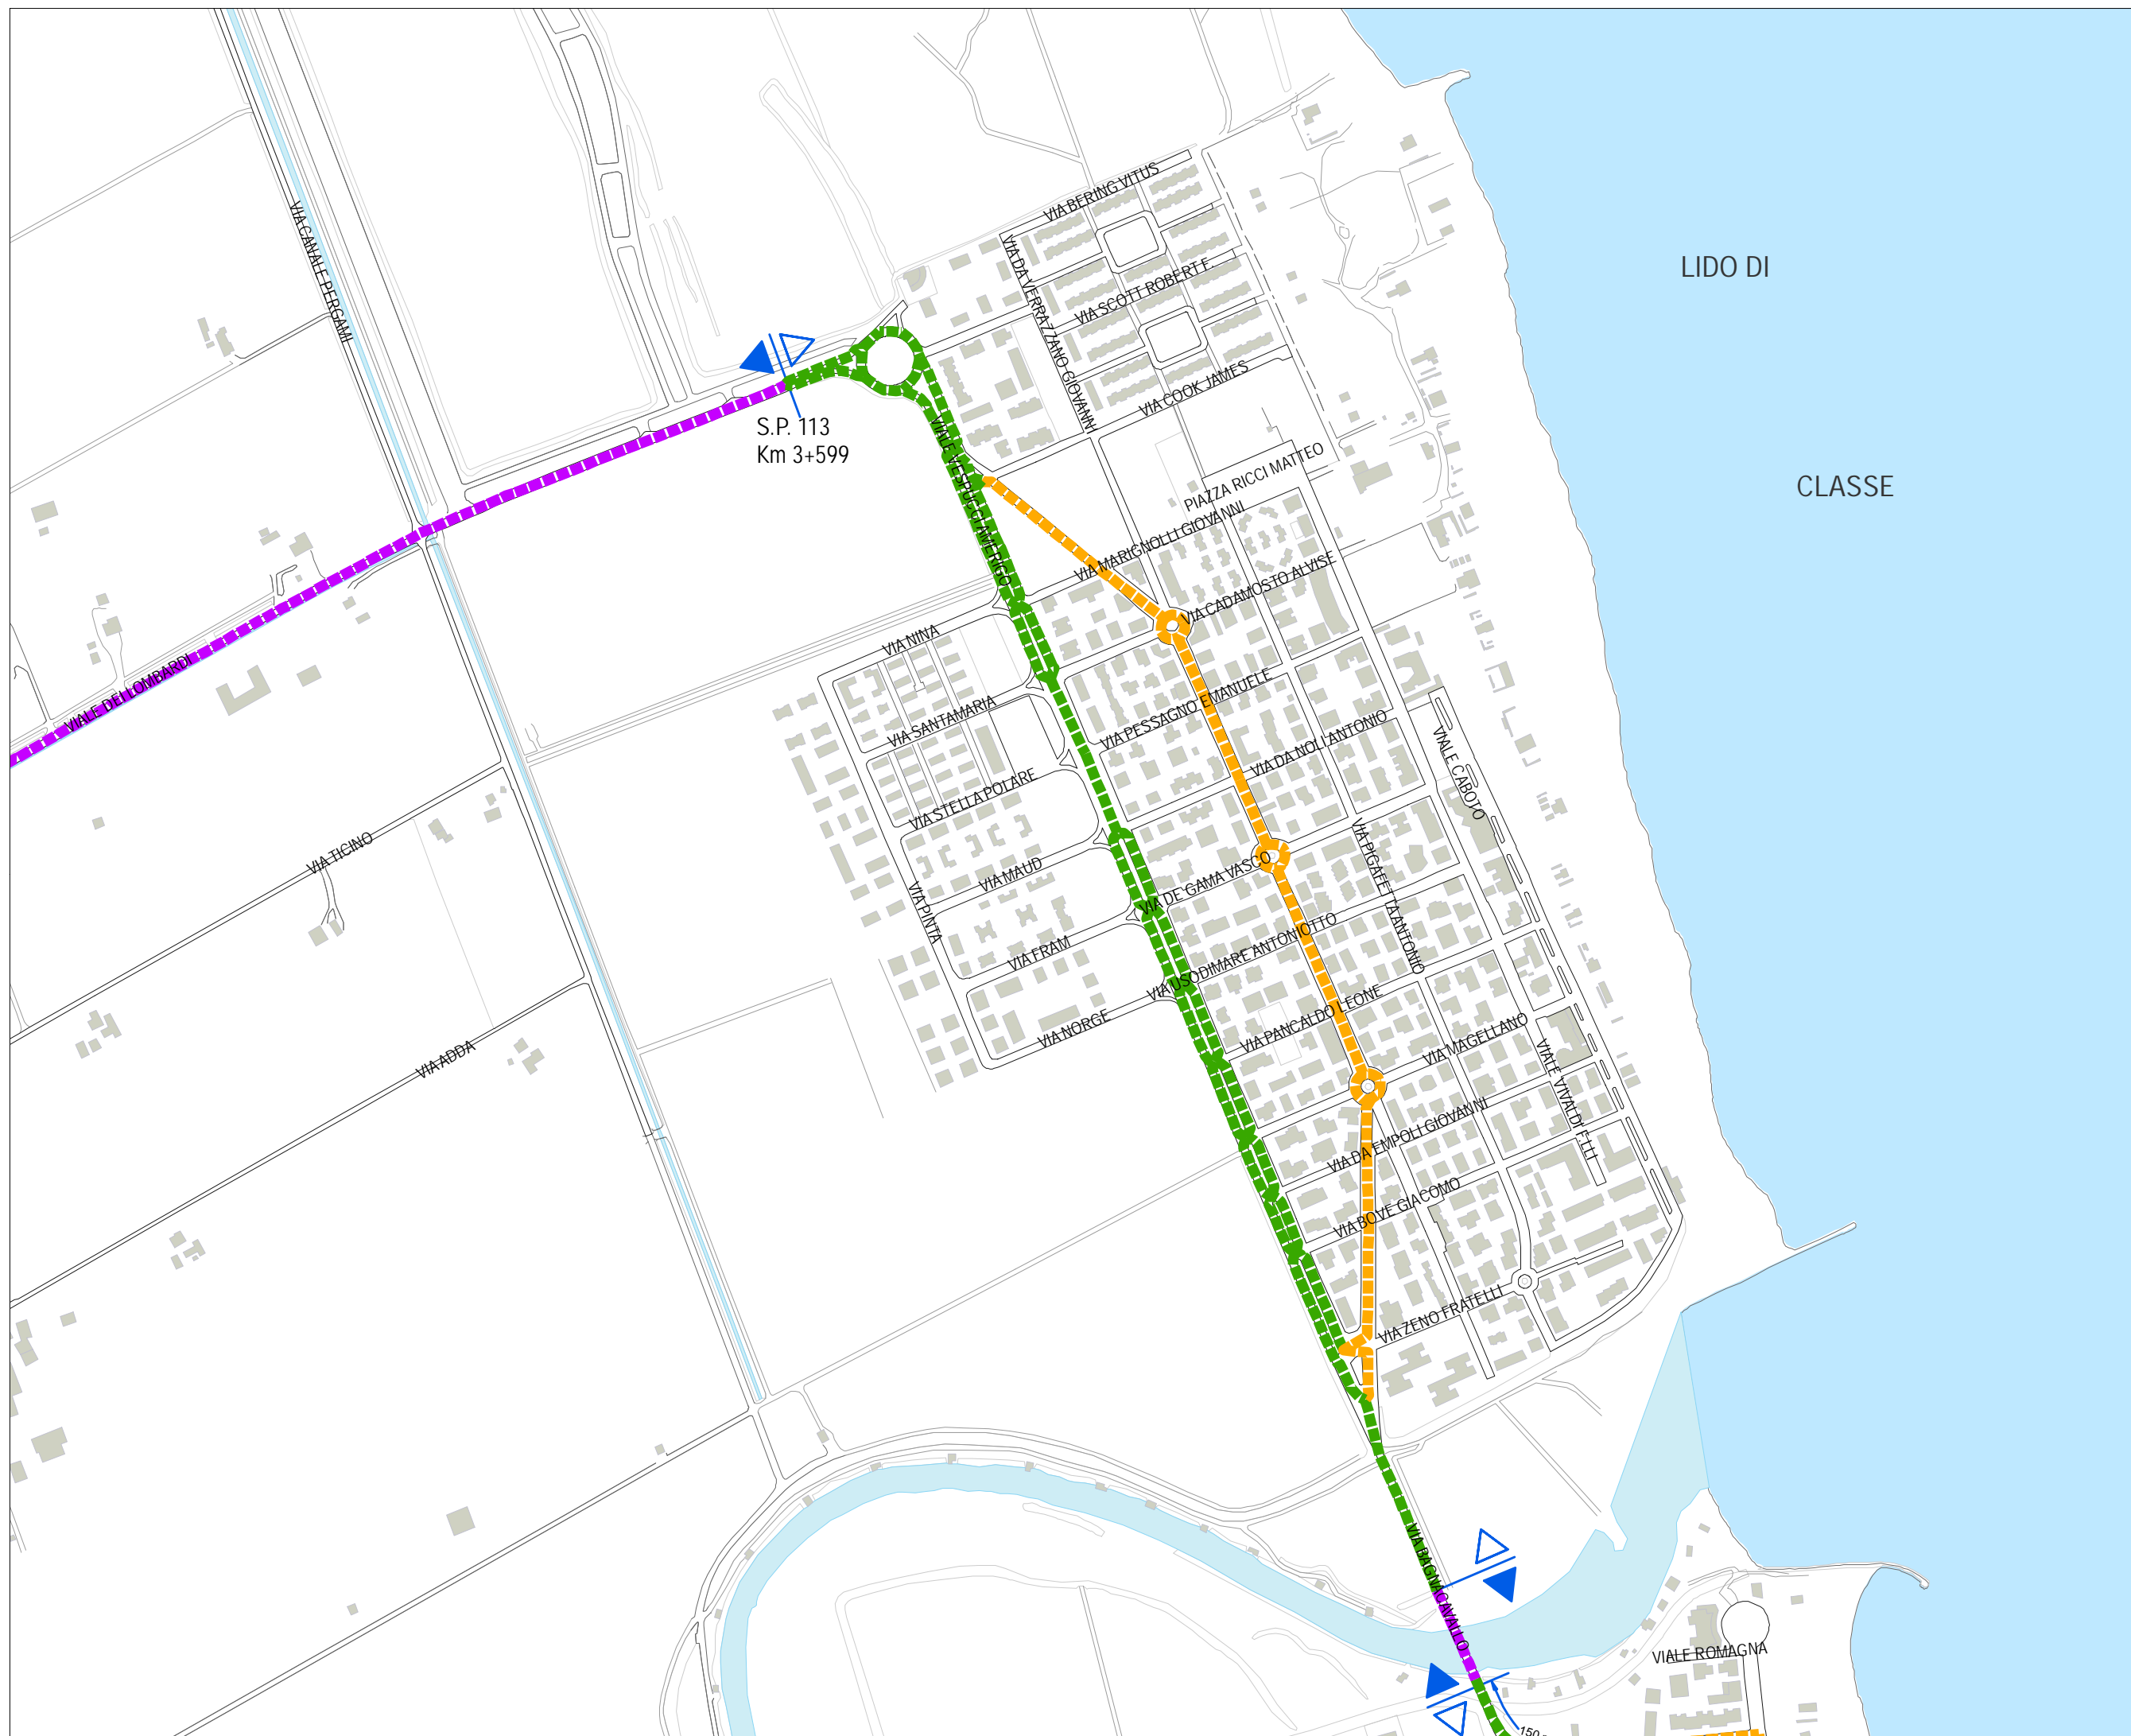 VIA BERING VITUS
VIA CANALE PERGAMI
LIDO DI
VIA DA VERRAZZANO GIOVANNI
VIA SCOTT ROBERT F.
VIA COOK JAMES
S.P. 113
Km 3+599
VIALE VESPUCCI AMERIGO
PIAZZA RICCI MATTEO
CLASSE
VIA MARIGNOLLI GIOVANNI
VIA CADAMOSTO ALVISE
VIA NINA
VIALE DEI LOMBARDI
VIA SANTAMARIA
VIA PESSAGNO EMANUELE
VIA DA NOLI ANTONIO
VIALE CABOTO
VIA STELLA POLARE
VIA TICINO
VIA MAUD
VIA DE' GAMA VASCO
VIA PIGAFETTA ANTONIO
VIA PINTA
VIA FRAM
VIA USODIMARE ANTONIOTTO
VIA NORGE
VIA PANCALDO LEONE
VIA MAGELLANO
VIA ADDA
VIALE VIVALDI F.LLI
VIA DA EMPOLI GIOVANNI
VIA BOVE GIACOMO
VIA ZENO FRATELLI
VIA BAGNACAVALLO
VIALE ROMAGNA